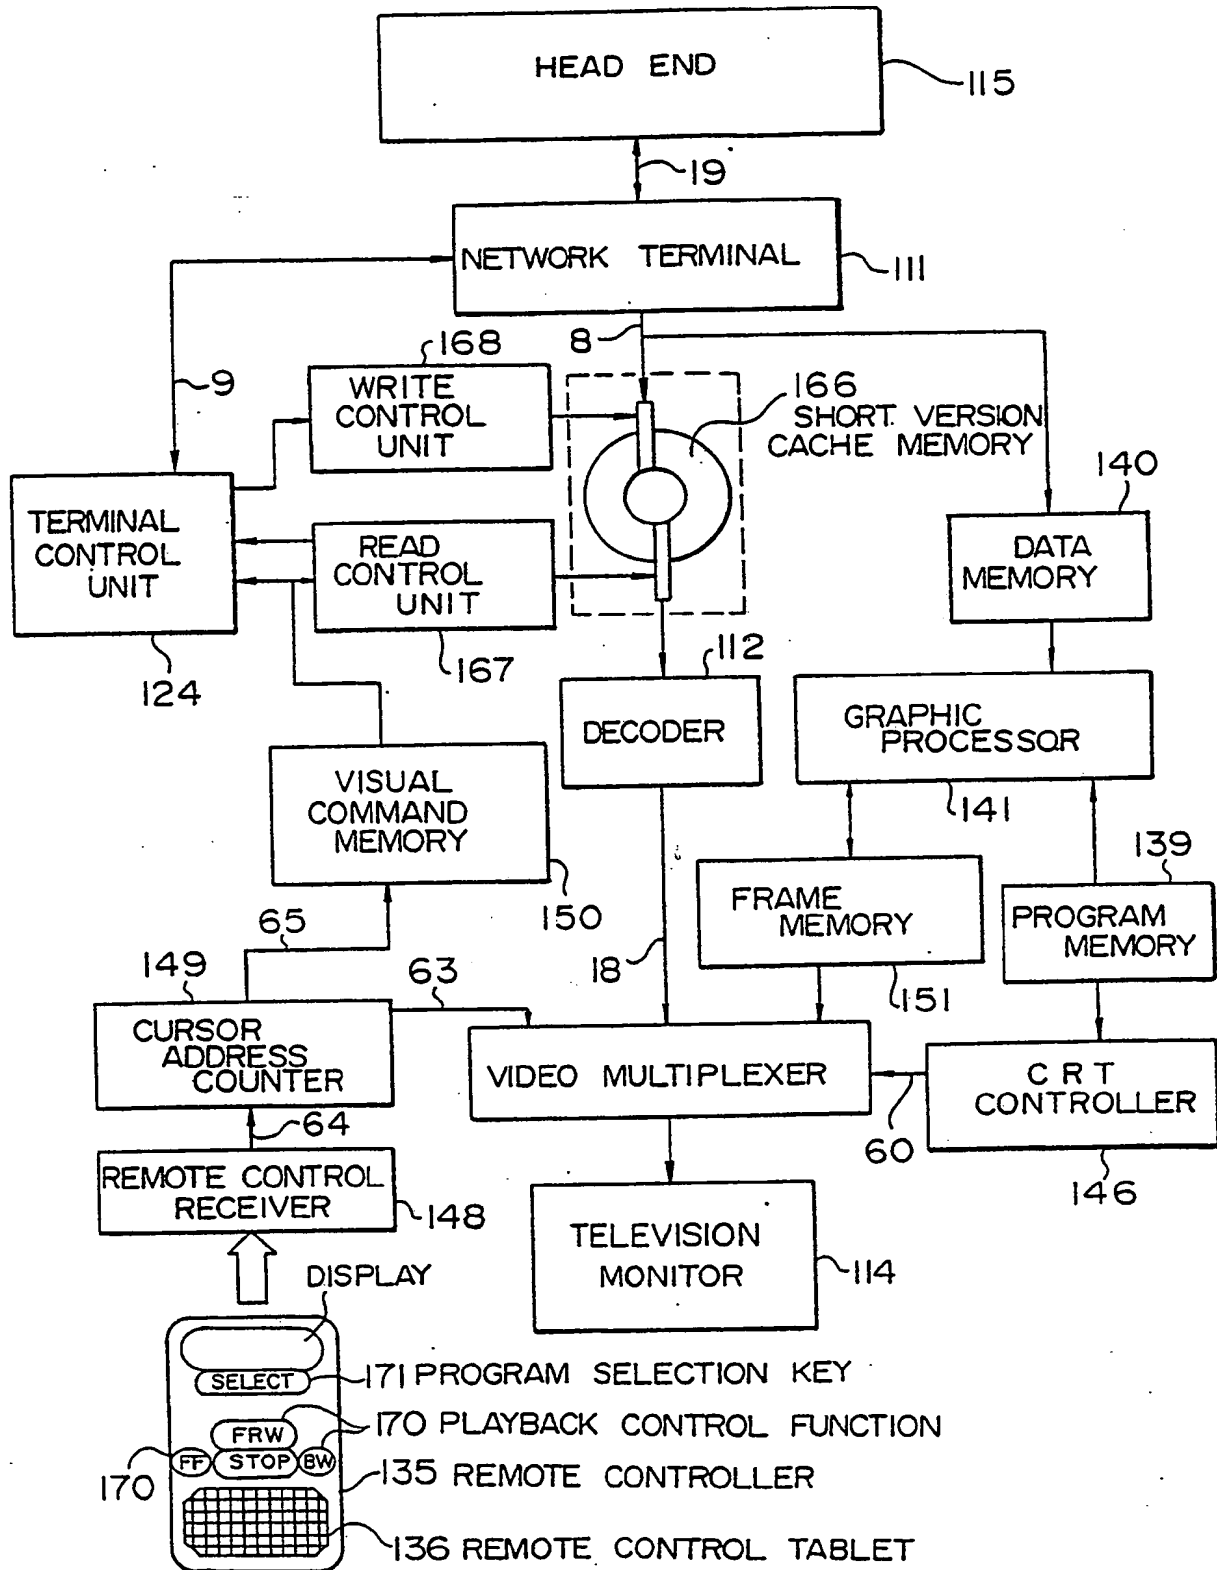 HEAD END
115
19
NETWORK TERMINAL
111
8
9
168
WRITE
CONTROL
UNIT
166
SHORT VERSION
CACHE MEMORY
140
DATA
MEMORY
TERMINAL
CONTROL
UNIT
124
READ
CONTROL
UNIT
167
112
DECODER
GRAPHIC
PROCESSOR
141
VISUAL
COMMAND
MEMORY
150
139
FRAME
MEMORY
151
PROGRAM
MEMORY
65
18
149
63
CURSOR
ADDRESS
COUNTER
VIDEO MULTIPLEXER
CRT
CONTROLLER
60
146
64
REMOTE CONTROL
RECEIVER
148
TELEVISION
MONITOR
114
DISPLAY
SELECT
171 PROGRAM SELECTION KEY
FRW
170 PLAYBACK CONTROL FUNCTION
FF
STOP
BW
170
135 REMOTE CONTROLLER
136 REMOTE CONTROL TABLET